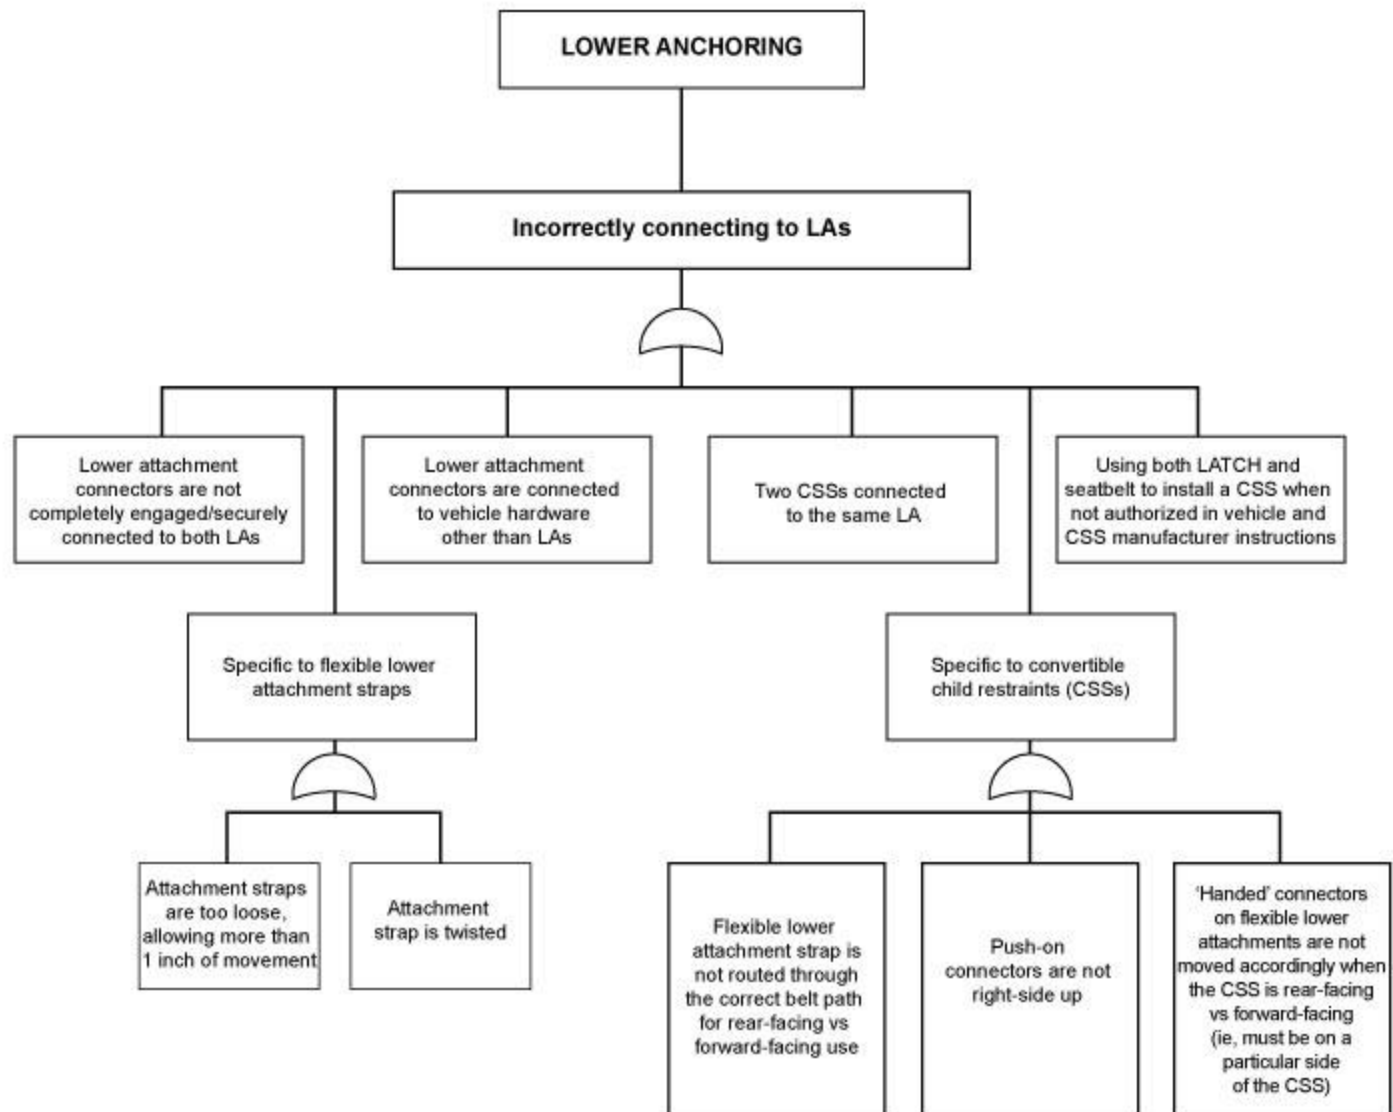 LOWER ANCHORING
Incorrectly connecting to LAs
Lower attachment
connectors are not
completely engaged/securely
connected to both LAs
Lower attachment
connectors are connected
to vehicle hardware
other than LAs
Two CSSs connected
to the same LA
Using both LATCH and
seatbelt to install a CSS when
not authorized in vehicle and
CSS manufacturer instructions
Specific to flexible lower
attachment straps
Specific to convertible
child restraints (CSSs)
Attachment straps
are too loose,
allowing more than
1 inch of movement
Attachment
strap is twisted
Flexible lower
attachment strap is
not routed through
the correct belt path
for rear-facing vs
forward-facing use
Push-on
connectors are not
right-side up
‘Handed’ connectors
on flexible lower
attachments are not
moved accordingly when
the CSS is rear-facing
vs forward-facing
(ie, must be on a
particular side
of the CSS)